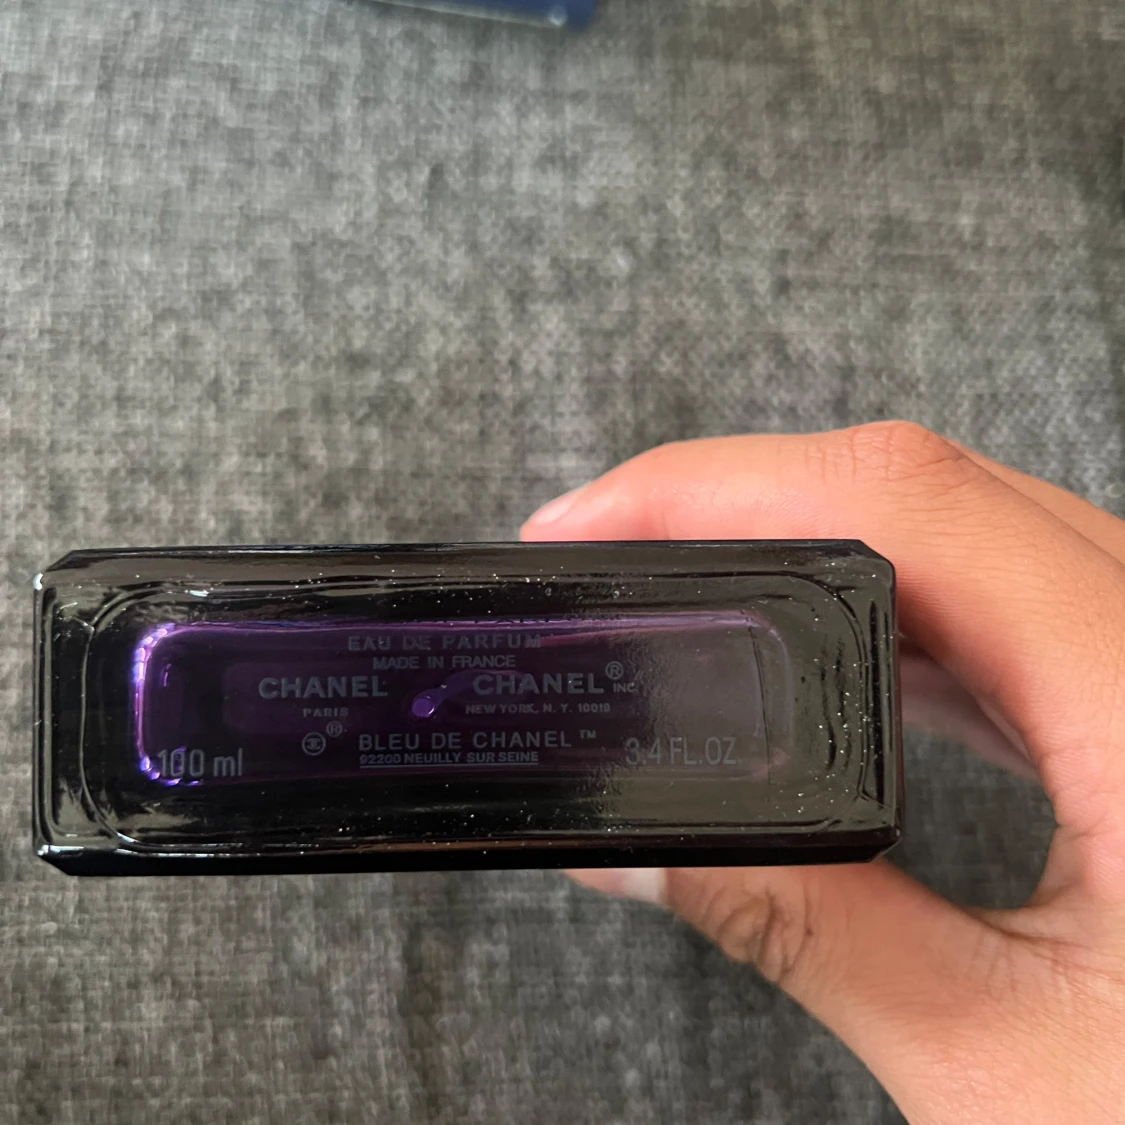 EAU DE PARFUM
MADE IN FRANCE
CHANEL
PARIS
CHANEL® INC
NEW YORK, N. Y. 10019
BLEU DE CHANEL™
92200 NEUILLY SUR SEINE
100 ml
3.4 FL.OZ.